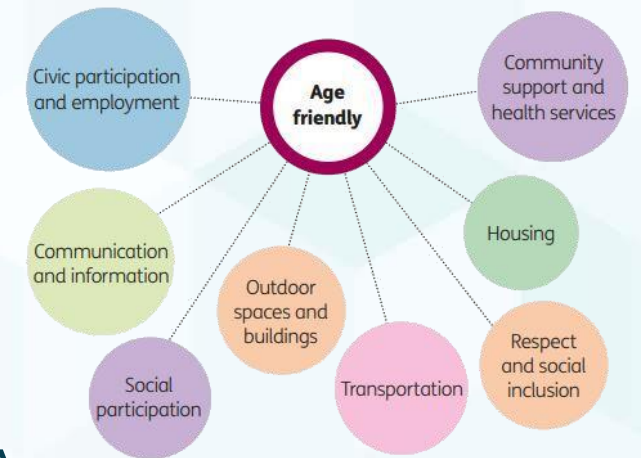 Age
friendly
Civic participation
and employment
Community
support and
health services
Communication
and information
Housing
Outdoor
spaces and
buildings
Social
participation
Transportation
Respect
and social
inclusion